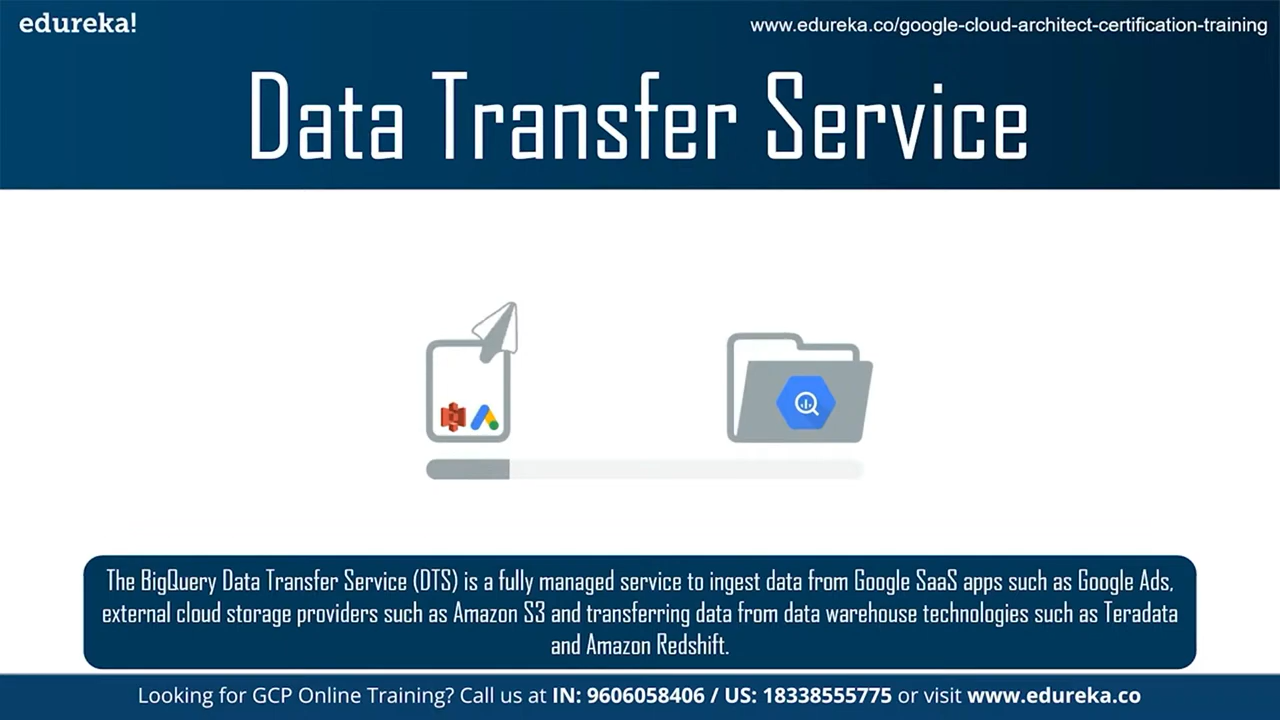 edureka!
www.edureka.co/google-cloud-architect-certification-training
Data Transfer Service
The BigQuery Data Transfer Service (DTS) is a fully managed service to ingest data from Google SaaS apps such as Google Ads,
external cloud storage providers such as Amazon S3 and transferring data from data warehouse technologies such as Teradata
and Amazon Redshift.
Looking for GCP Online Training? Call us at IN: 9606058406 / US: 18338555775 or visit www.edureka.co